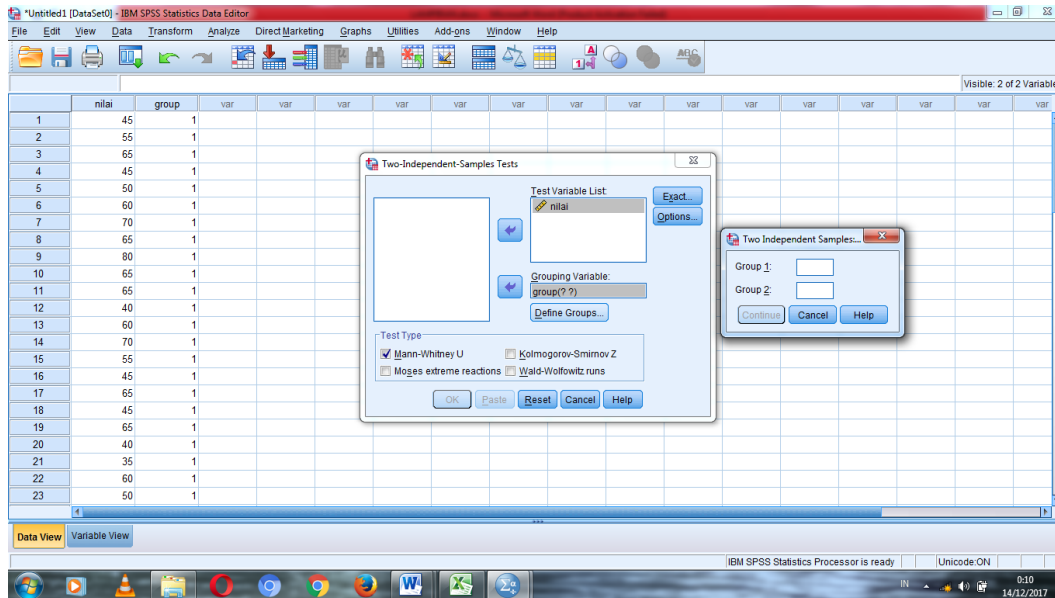 *Untitled1 [DataSet0] - IBM SPSS Statistics Data Editor
File Edit View Data Transform Analyze Direct Marketing Graphs Utilities Add-ons Window Help
Visible: 2 of 2 Variable
nilai group var var var var var var var var var var var var var var var
1 45 1
2 55 1
3 65 1
4 45 1
5 50 1
6 60 1
7 70 1
8 65 1
9 80 1
10 65 1
11 65 1
12 40 1
13 60 1
14 70 1
15 55 1
16 45 1
17 65 1
18 45 1
19 65 1
20 40 1
21 35 1
22 60 1
23 50 1
Two-Independent-Samples Tests
Test Variable List:
nilai
Exact...
Options...
Grouping Variable:
group(? ?)
Define Groups...
Test Type
Mann-Whitney U Kolmogorov-Smirnov Z
Moses extreme reactions Wald-Wolfowitz runs
OK Paste Reset Cancel Help
Two Independent Samples:...
Group 1:
Group 2:
Continue Cancel Help
Data View Variable View
IBM SPSS Statistics Processor is ready Unicode:ON
IN 0:10
14/12/2017